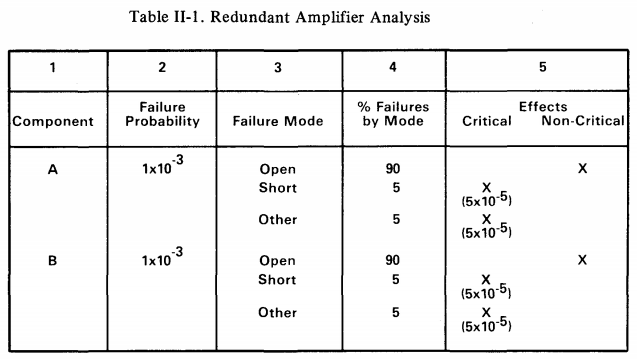 Table II-1. Redundant Amplifier Analysis
1 2 3 4 5
Failure % Failures Effects
Component Probability Failure Mode by Mode Critical Non-Critical
A 1x10⁻³ Open 90 X
Short 5 X
(5x10⁻⁵)
Other 5 X
(5x10⁻⁵)
B 1x10⁻³ Open 90 X
Short 5 X
(5x10⁻⁵)
Other 5 X
(5x10⁻⁵)